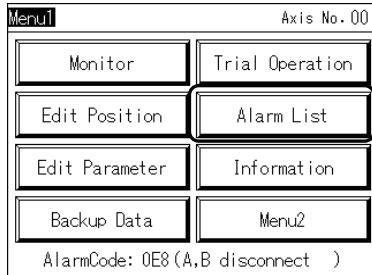 Menu1 Axis No.00
Monitor Trial Operation
Edit Position Alarm List
Edit Parameter Information
Backup Data Menu2
AlarmCode: 0E8(A,B disconnect )